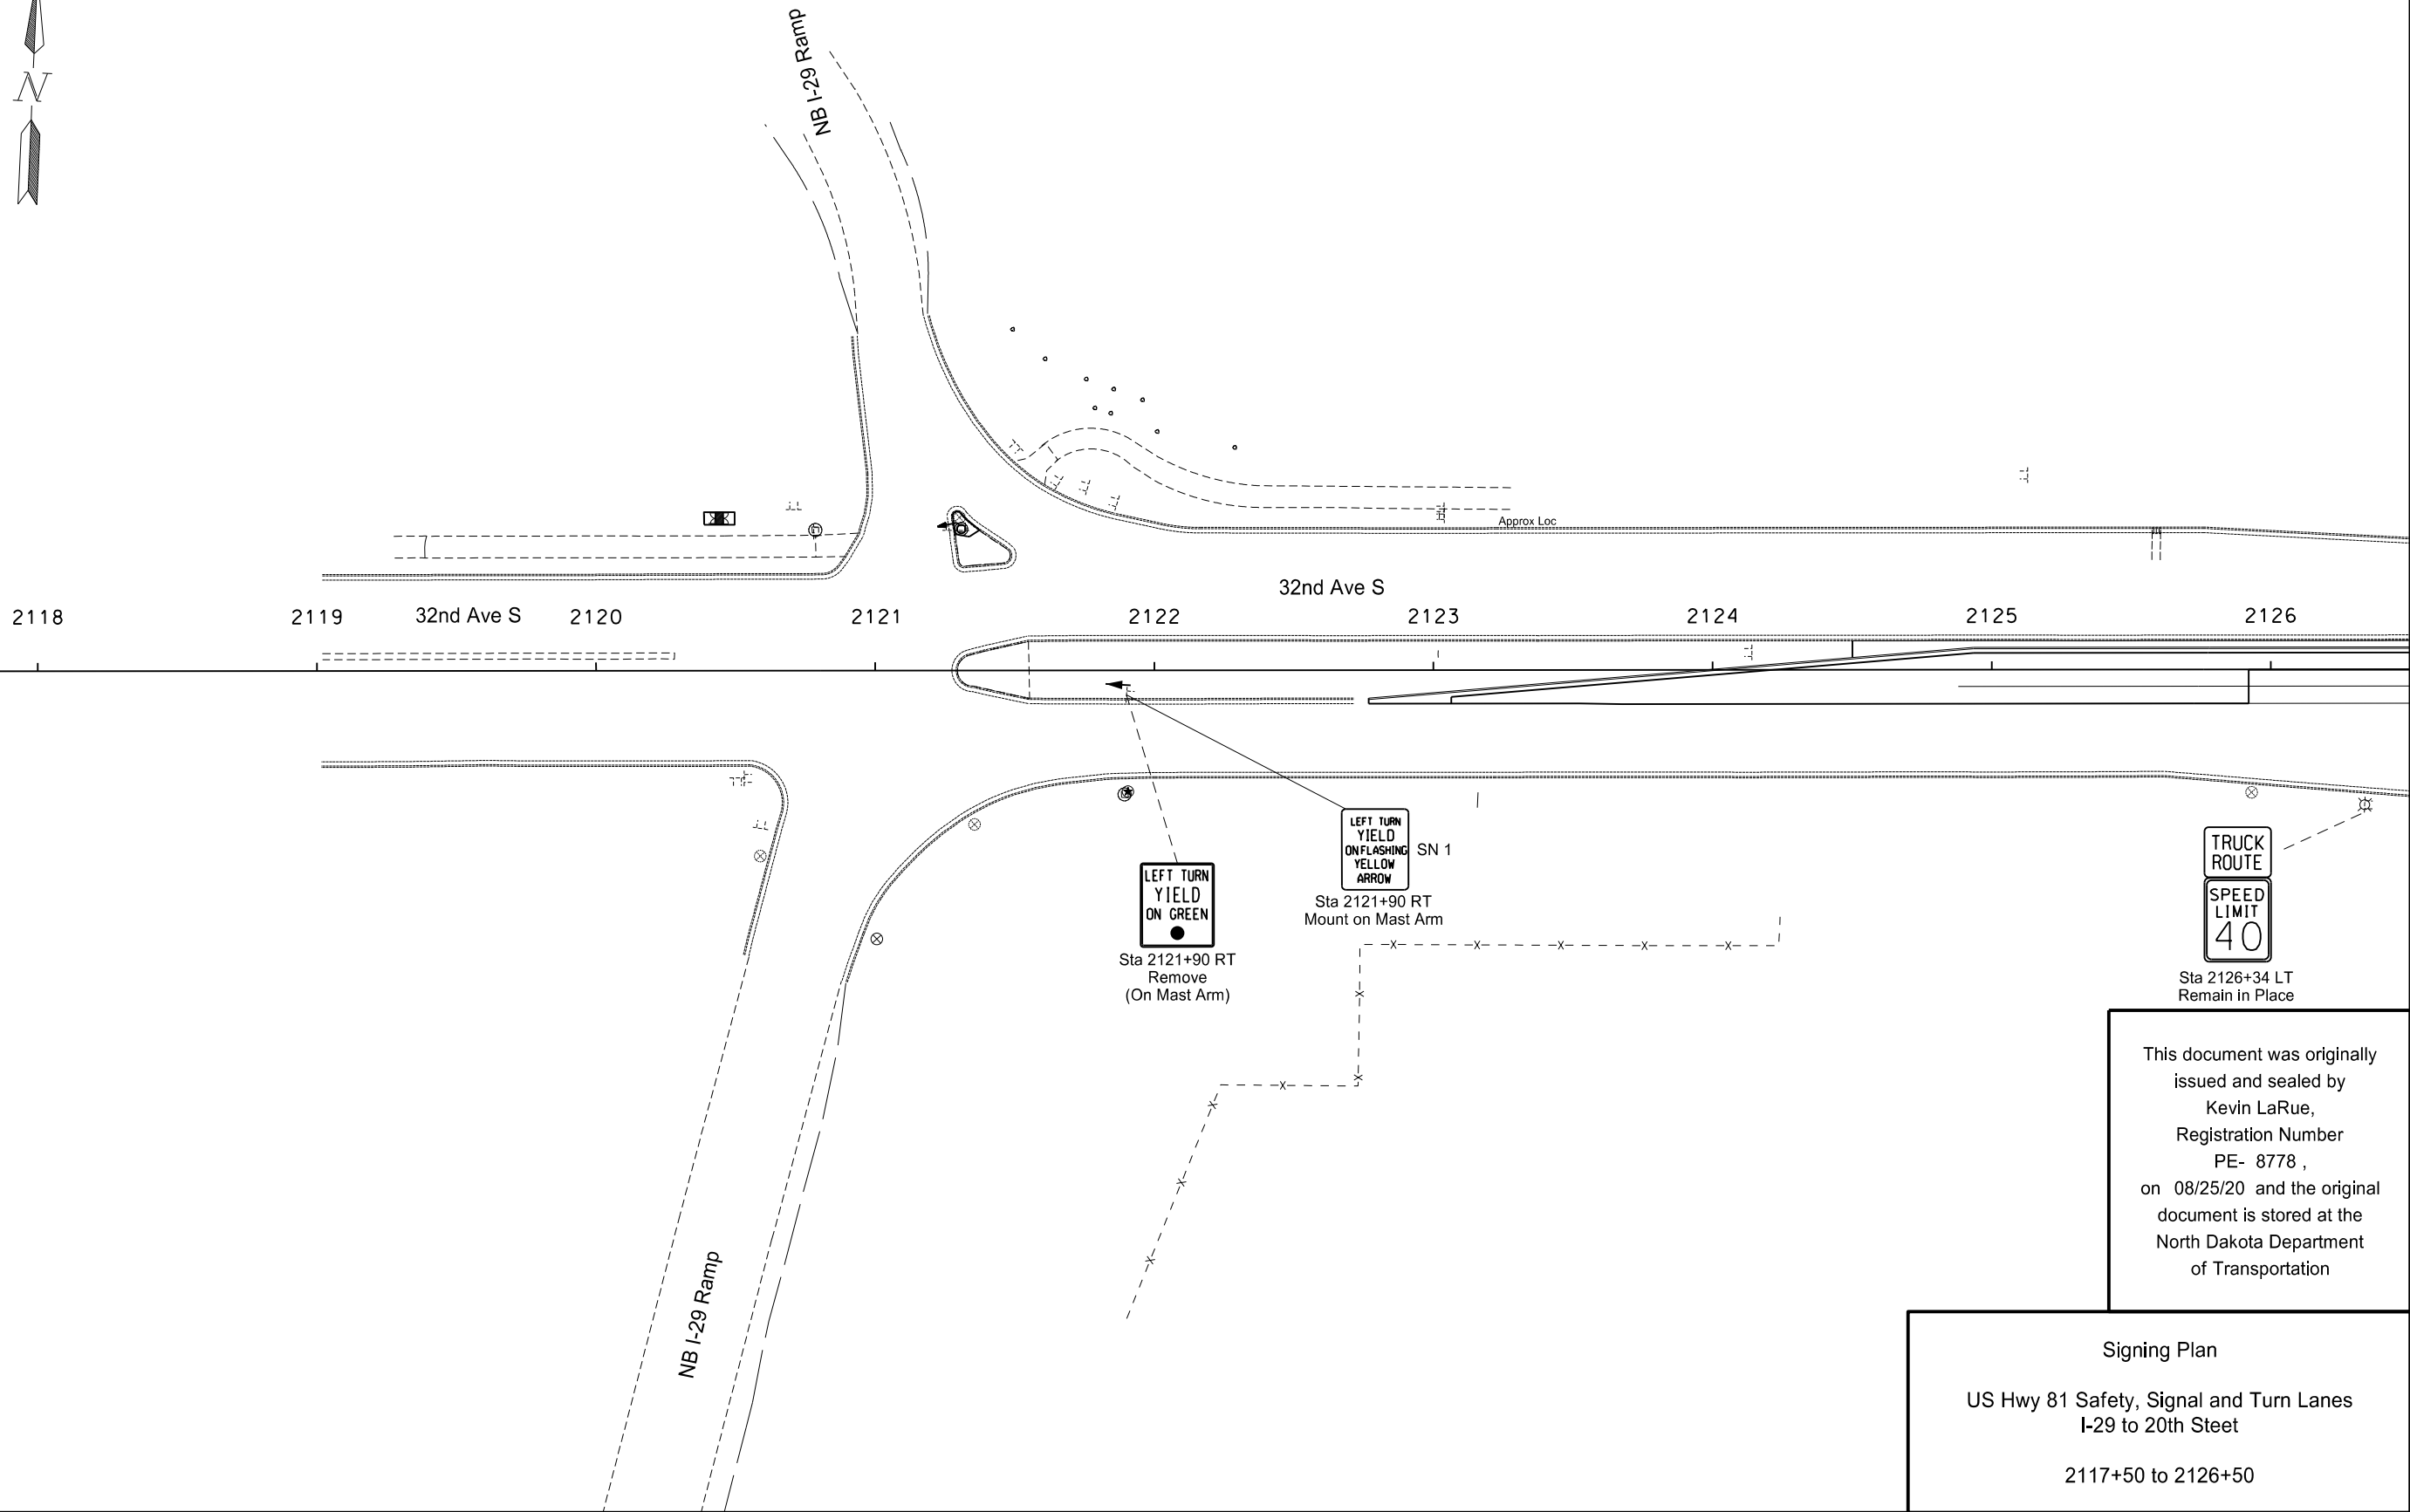 N
NB I-29 Ramp
Approx Loc
32nd Ave S
2118
2119
32nd Ave S
2120
2121
2122
2123
2124
2125
2126
LEFT TURN
YIELD
ON FLASHING
YELLOW
ARROW
SN 1
Sta 2121+90 RT
Mount on Mast Arm
LEFT TURN
YIELD
ON GREEN
Sta 2121+90 RT
Remove
(On Mast Arm)
TRUCK
ROUTE
SPEED
LIMIT
40
Sta 2126+34 LT
Remain in Place
NB I-29 Ramp
This document was originally
issued and sealed by
Kevin LaRue,
Registration Number
PE- 8778 ,
on 08/25/20 and the original
document is stored at the
North Dakota Department
of Transportation
Signing Plan
US Hwy 81 Safety, Signal and Turn Lanes
I-29 to 20th Steet
2117+50 to 2126+50